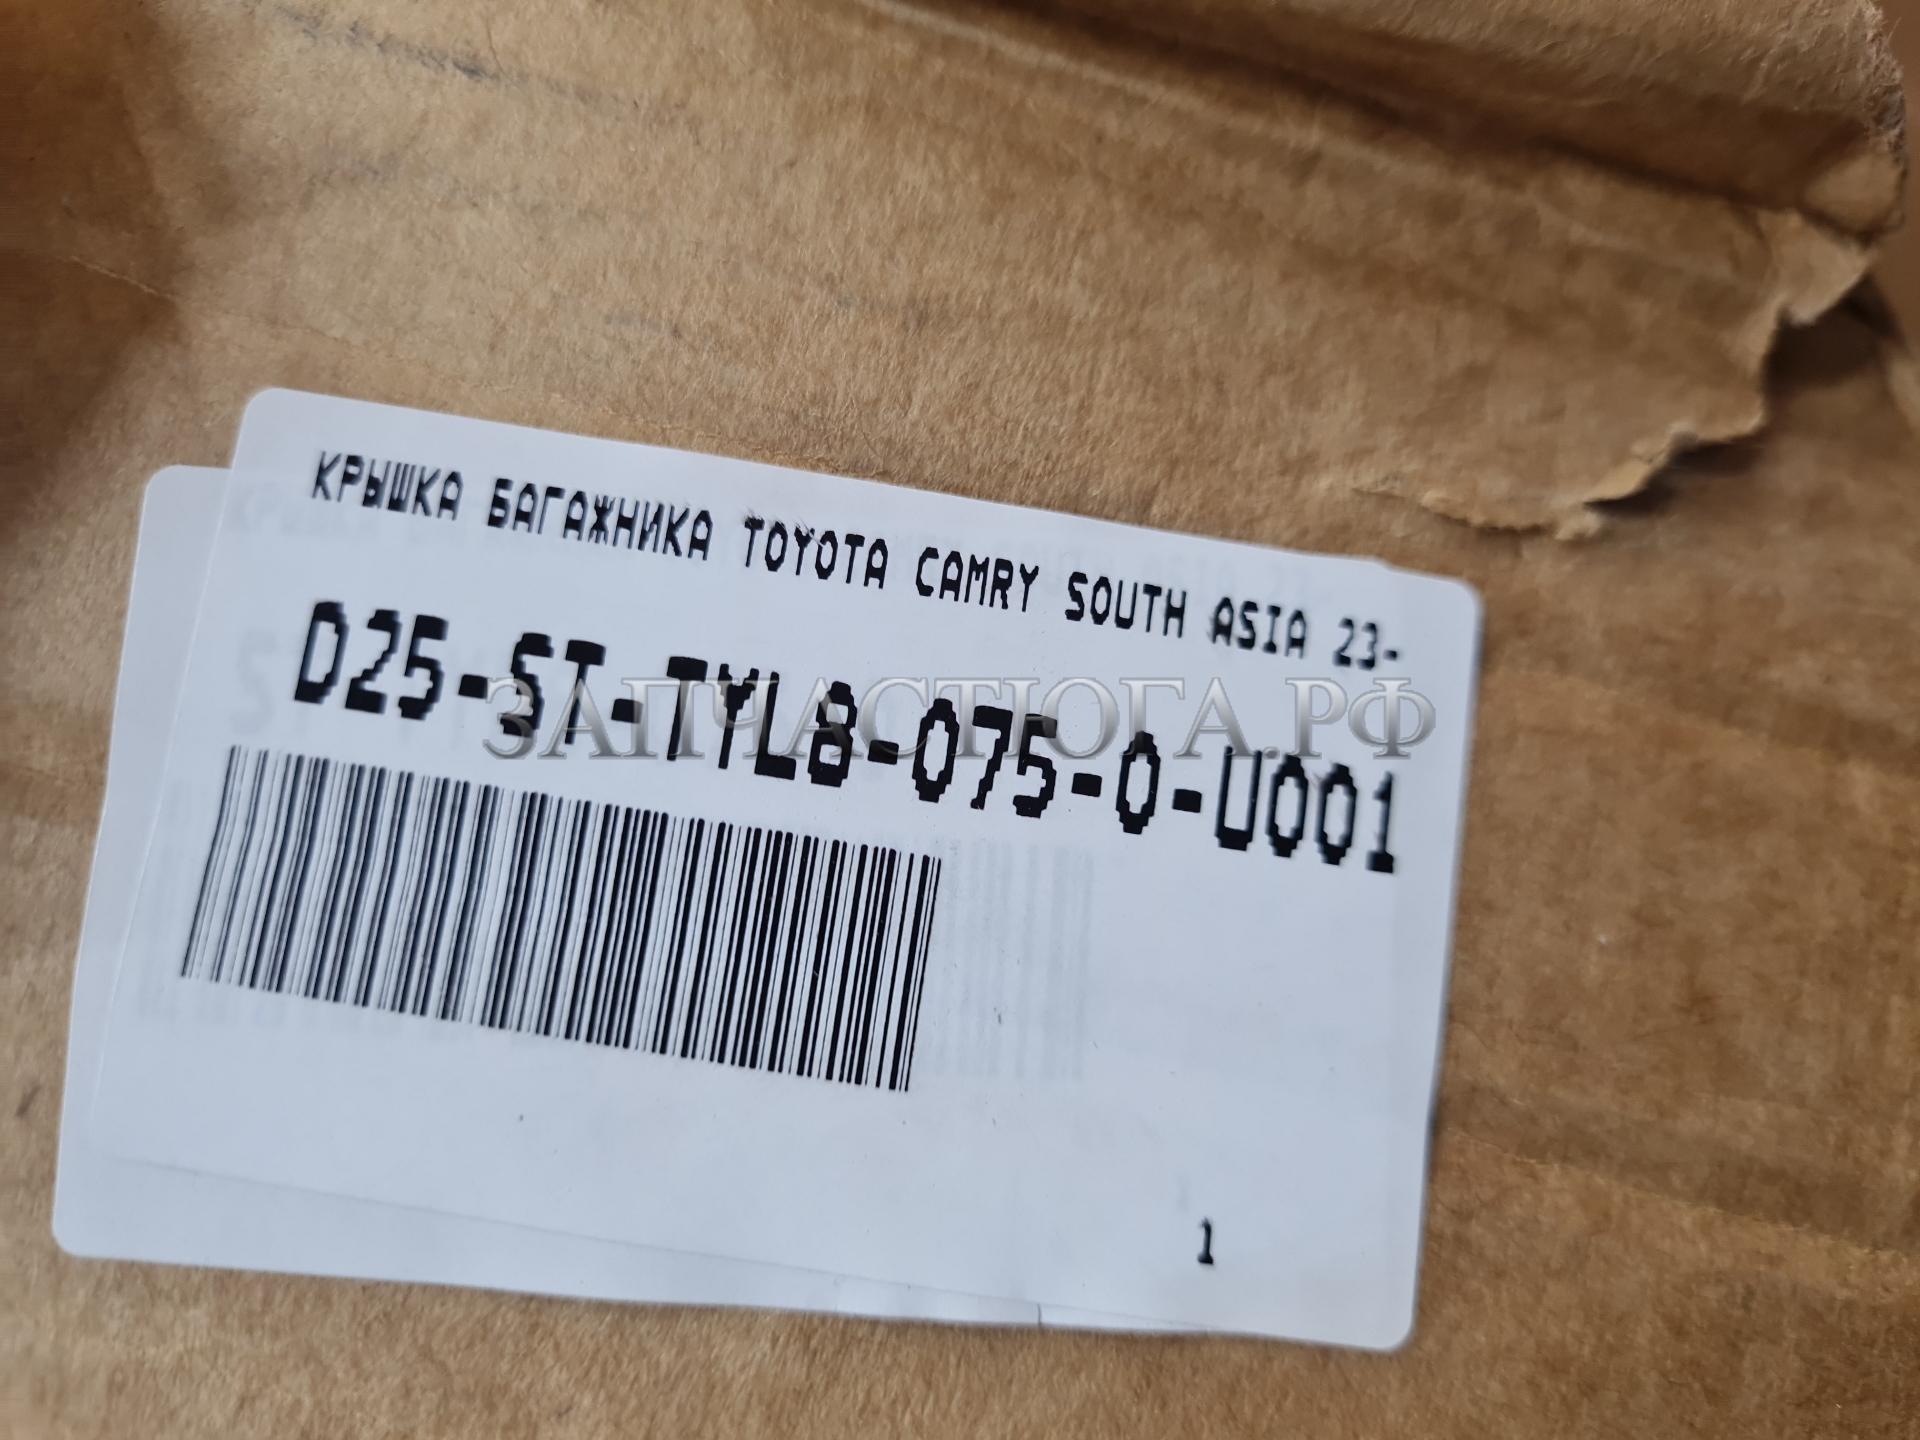 КРЫШКА БАГАЖНИКА TOYOTA CAMRY SOUTH ASIA 23-
D25-ST-TYL8-075-0-U001
ЗАПЧАСТЮГА.РФ
1